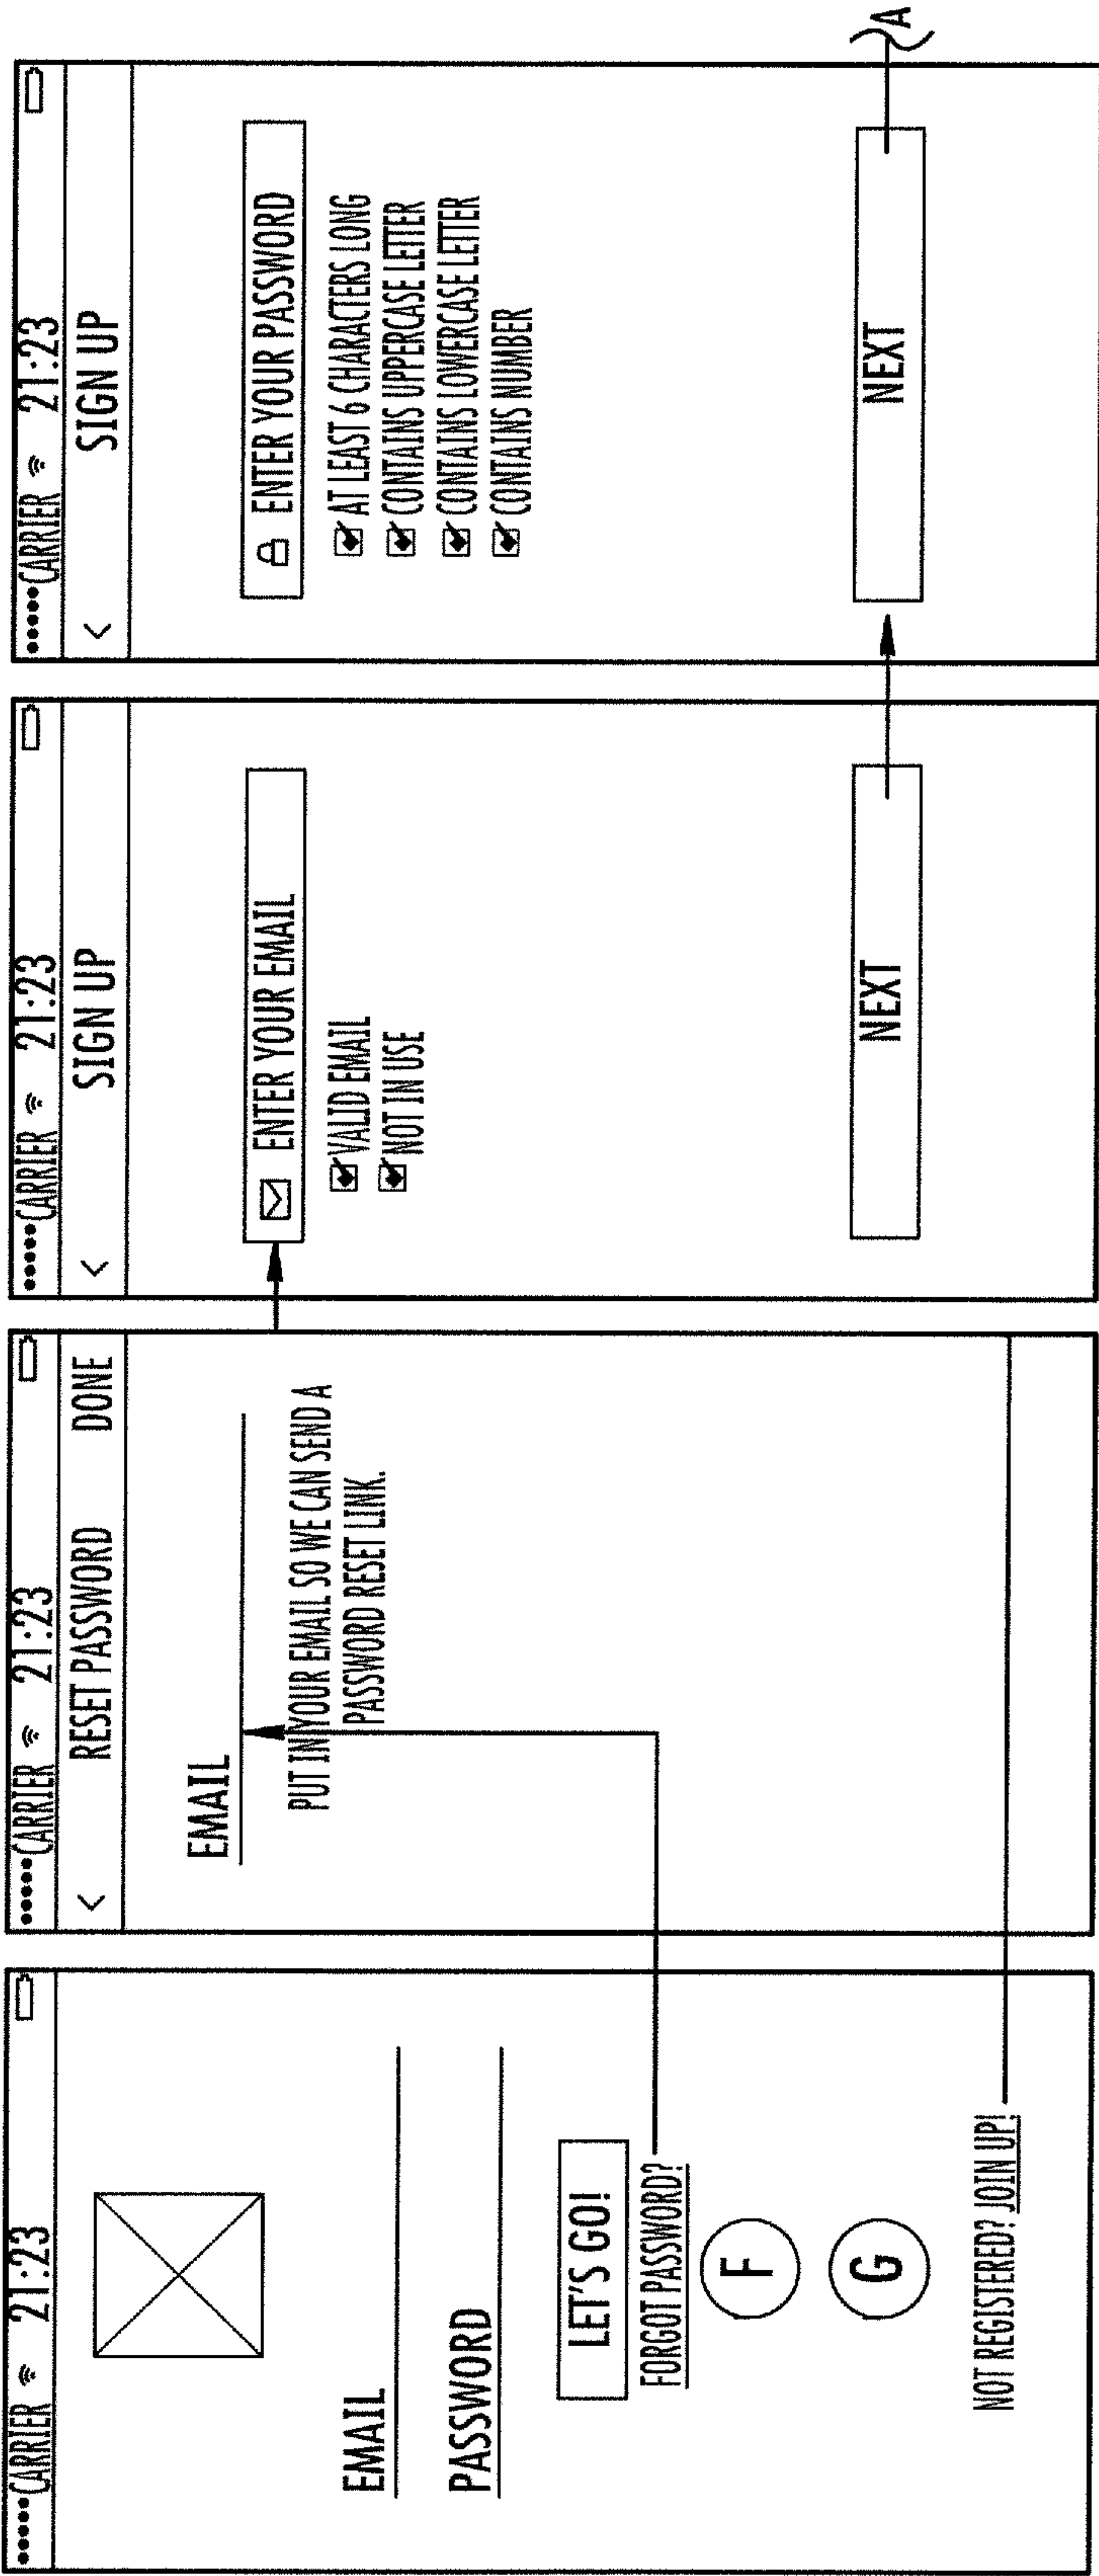 ●●●●●CARRIER 21:23
EMAIL
PASSWORD
LET'S GO!
FORGOT PASSWORD?
F
G
NOT REGISTERED? JOIN UP!
●●●●●CARRIER 21:23
< RESET PASSWORD DONE
EMAIL
PUT IN YOUR EMAIL SO WE CAN SEND A
PASSWORD RESET LINK.
●●●●●CARRIER 21:23
< SIGN UP
ENTER YOUR EMAIL
VALID EMAIL
NOT IN USE
NEXT
●●●●●CARRIER 21:23
< SIGN UP
ENTER YOUR PASSWORD
AT LEAST 6 CHARACTERS LONG
CONTAINS UPPERCASE LETTER
CONTAINS LOWERCASE LETTER
CONTAINS NUMBER
NEXT
A